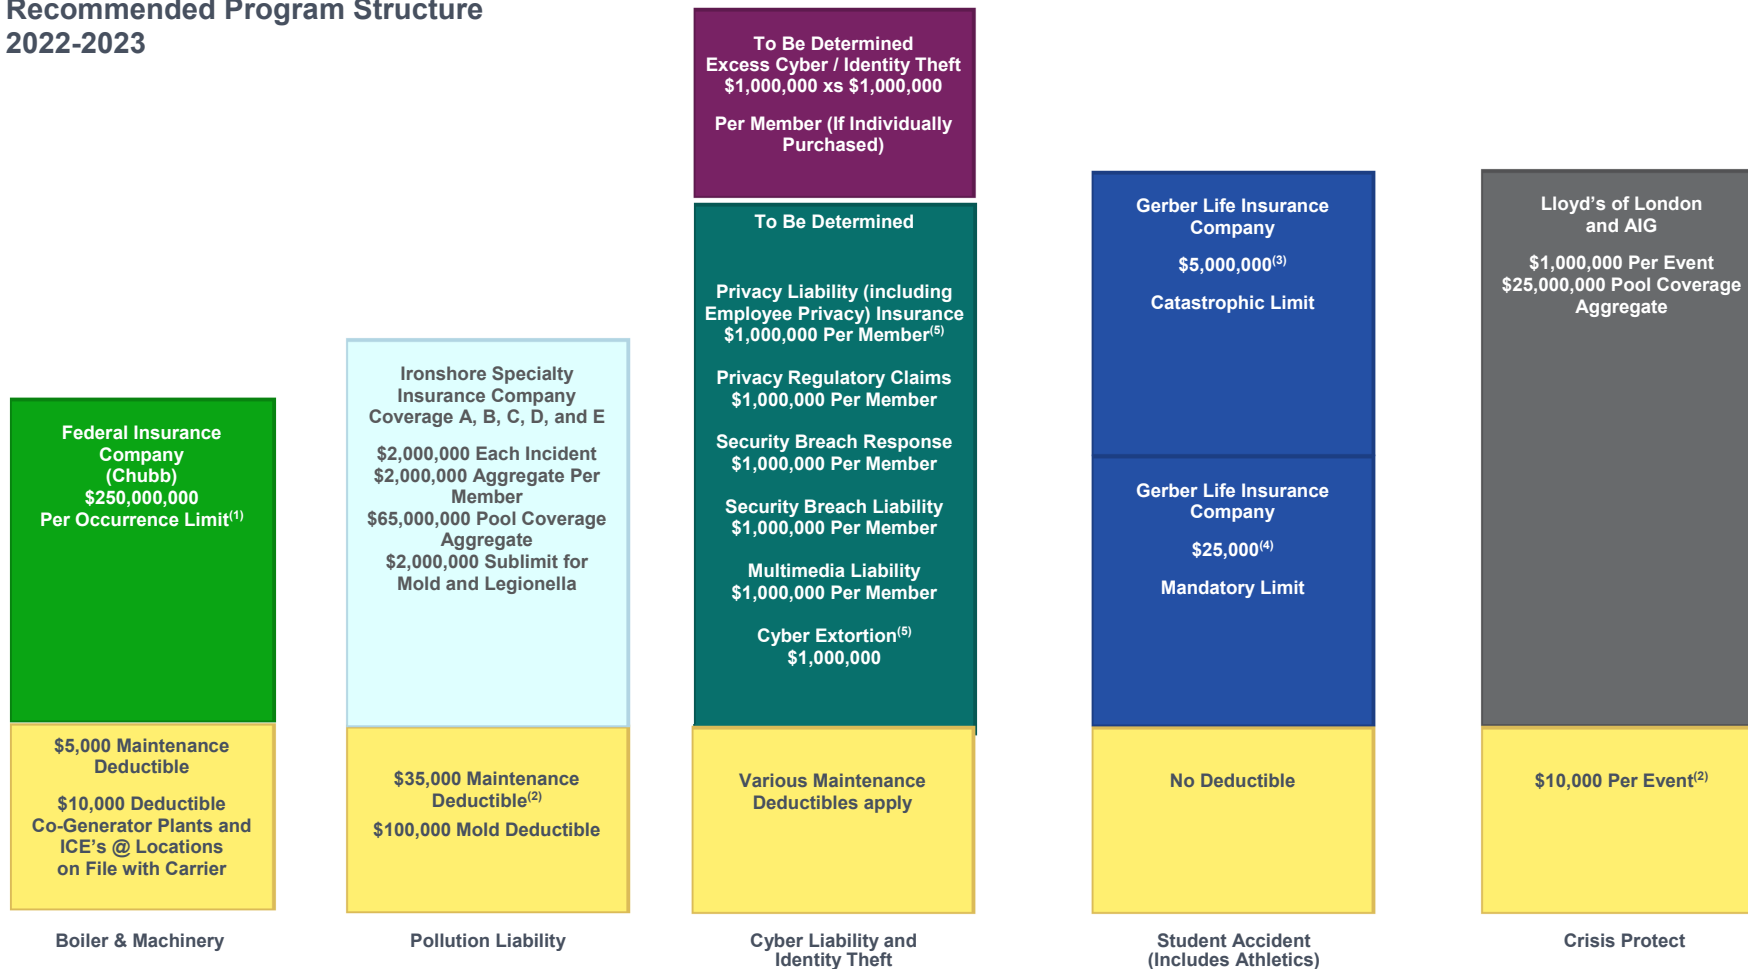 Recommended Program Structure
2022-2023
To Be Determined
Excess Cyber / Identity Theft
$1,000,000 xs $1,000,000
Per Member (If Individually
Purchased)
To Be Determined
Privacy Liability (including
Employee Privacy) Insurance
$1,000,000 Per Member(5)
Privacy Regulatory Claims
$1,000,000 Per Member
Security Breach Response
$1,000,000 Per Member
Security Breach Liability
$1,000,000 Per Member
Multimedia Liability
$1,000,000 Per Member
Cyber Extortion(5)
$1,000,000
Various Maintenance
Deductibles apply
Cyber Liability and
Identity Theft
Federal Insurance
Company
(Chubb)
$250,000,000
Per Occurrence Limit(1)
$5,000 Maintenance
Deductible
$10,000 Deductible
Co-Generator Plants and
ICE's @ Locations
on File with Carrier
Boiler & Machinery
Ironshore Specialty
Insurance Company
Coverage A, B, C, D, and E
$2,000,000 Each Incident
$2,000,000 Aggregate Per
Member
$65,000,000 Pool Coverage
Aggregate
$2,000,000 Sublimit for
Mold and Legionella
$35,000 Maintenance
Deductible(2)
$100,000 Mold Deductible
Pollution Liability
Gerber Life Insurance
Company
$5,000,000(3)
Catastrophic Limit
Gerber Life Insurance
Company
$25,000(4)
Mandatory Limit
No Deductible
Student Accident
(Includes Athletics)
Lloyd's of London
and AIG
$1,000,000 Per Event
$25,000,000 Pool Coverage
Aggregate
$10,000 Per Event(2)
Crisis Protect